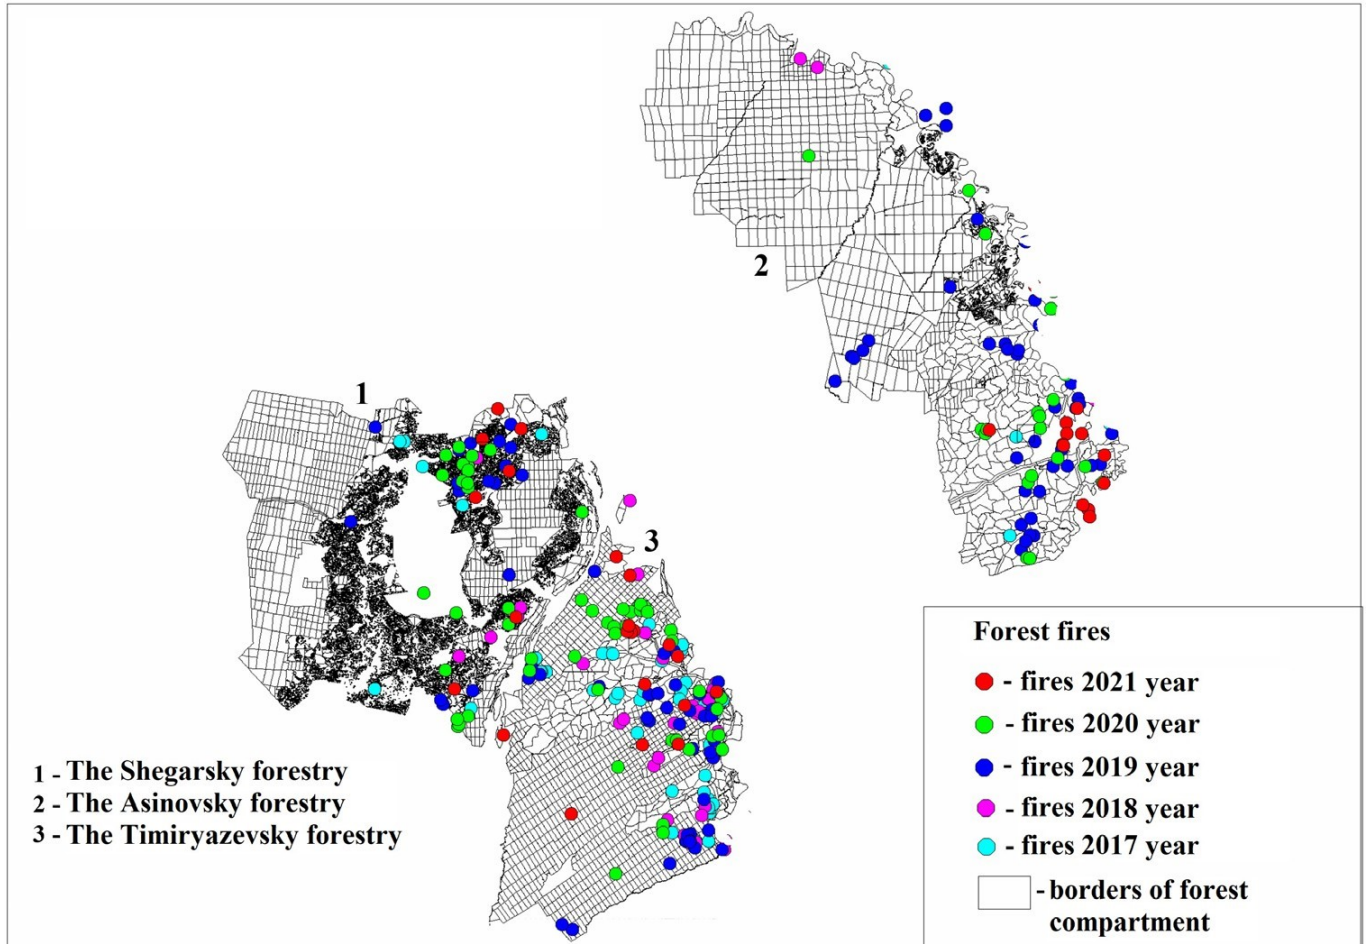 2
1
3
1 - The Shegarsky forestry
2 - The Asinovsky forestry
3 - The Timiryazevsky forestry
Forest fires
- fires 2021 year
- fires 2020 year
- fires 2019 year
- fires 2018 year
- fires 2017 year
- borders of forest
compartment